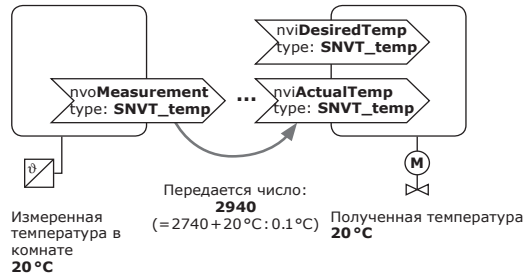 nviDesiredTemp
type: SNVT_temp
nvoMeasurement
type: SNVT_temp
...
nviActualTemp
type: SNVT_temp
ϑ
M
Передается число:
2940
(=2740+20°C:0.1°C)
Измеренная
температура в
комнате
20°C
Полученная температура
20°C